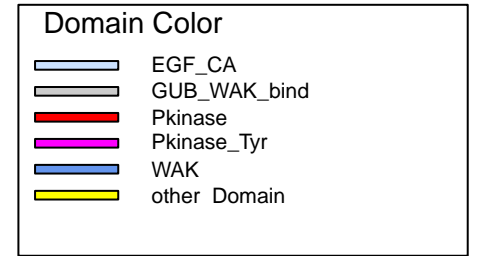 Domain Color
EGF_CA
GUB_WAK_bind
Pkinase
Pkinase_Tyr
WAK
other Domain